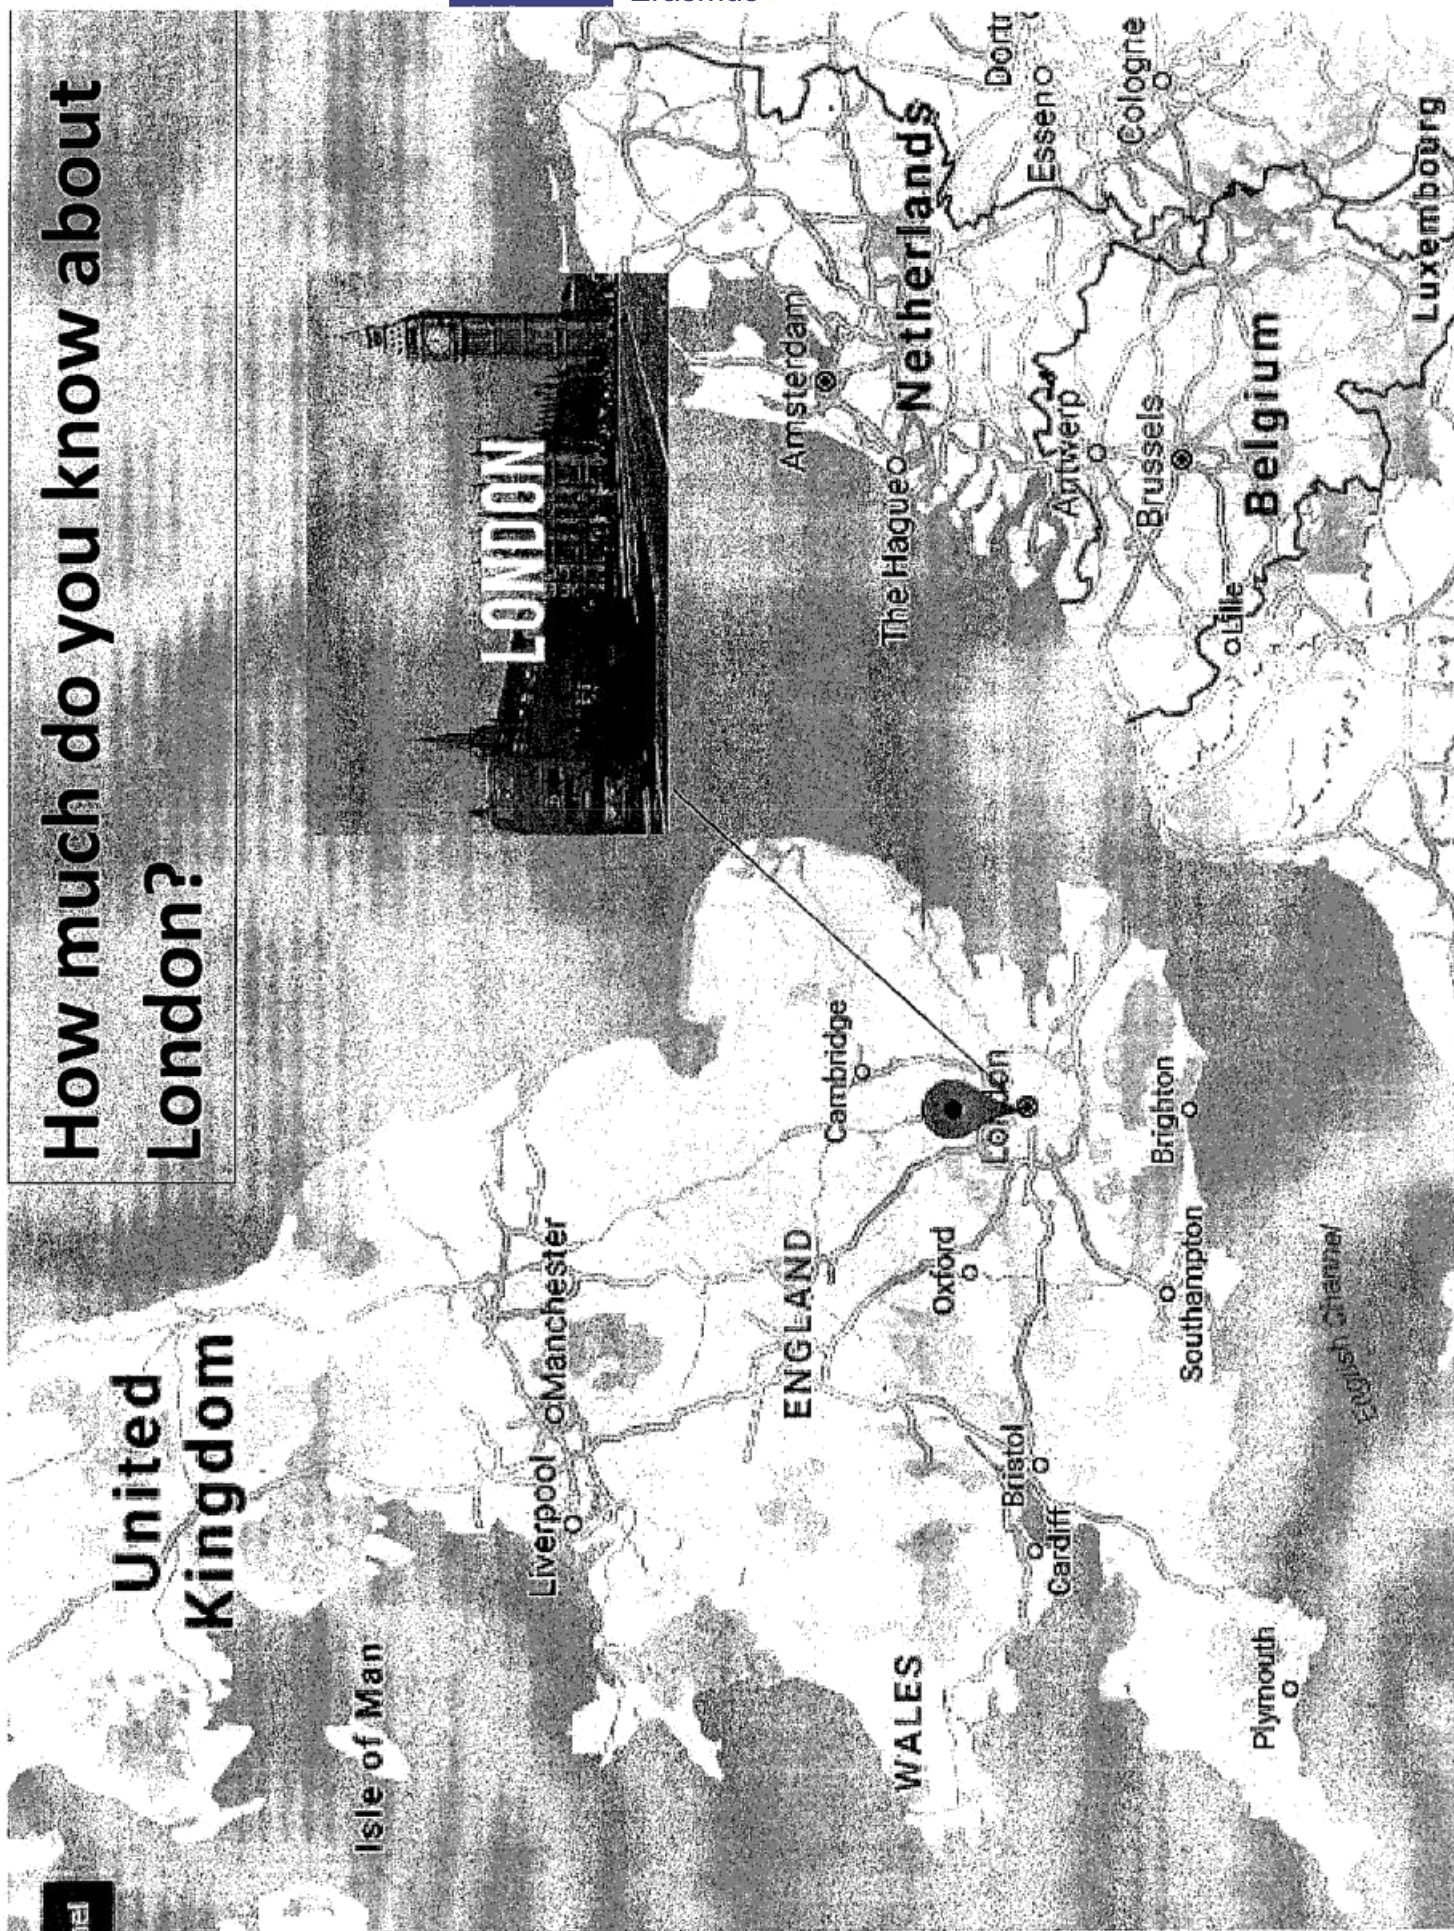 How much do you know about
London?
United
Kingdom
Isle of Man
LONDON
Manchester
Liverpool
ENGLAND
Cambridge
WALES
Oxford
London
Bristol
Cardiff
Brighton
Southampton
Plymouth
English Channel
Amsterdam
The Hague
Netherlands
Essen
Antwerp
Cologne
Brussels
Lille
Belgium
Luxembourg